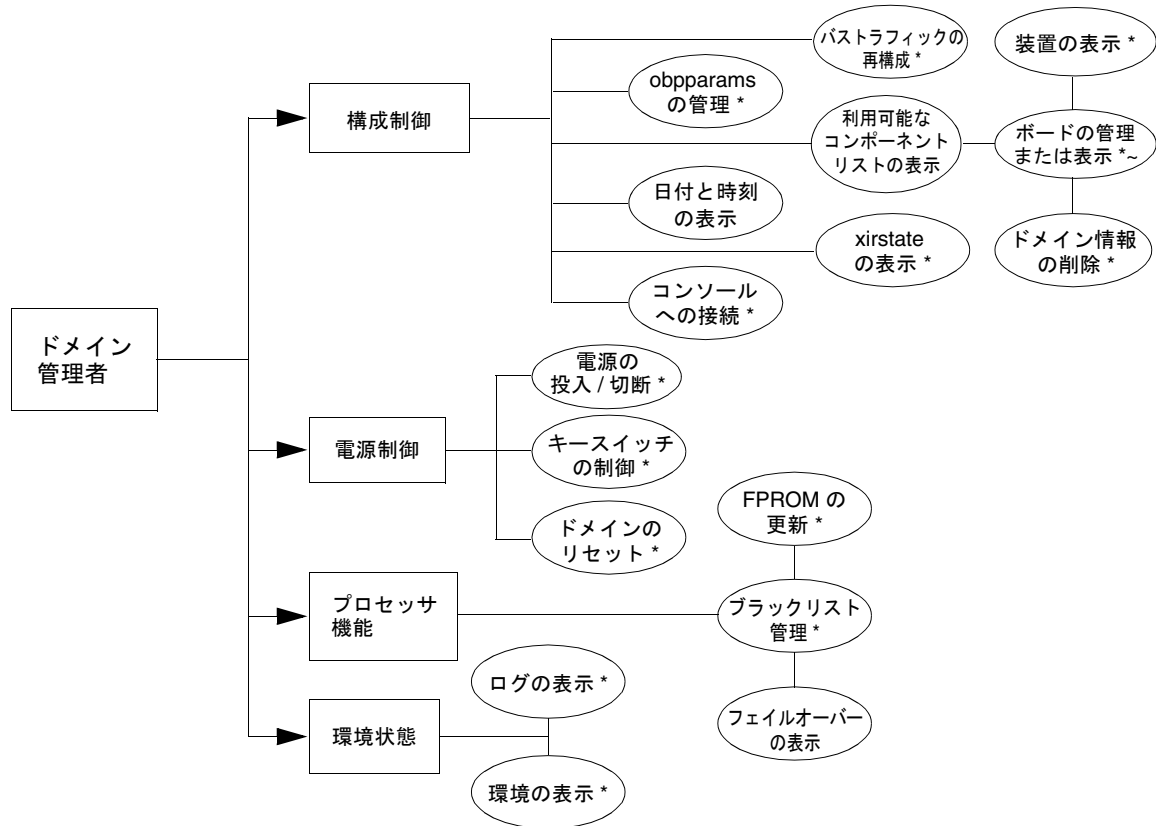 バストラフィックの
再構成 *
装置の表示 *
obpparams
の管理 *
構成制御
利用可能な
コンポーネント
リストの表示
ボードの管理
または表示 *~
日付と時刻
の表示
xirstate
の表示 *
ドメイン情報
の削除 *
コンソール
への接続 *
ドメイン
管理者
電源の
投入 / 切断 *
電源制御
キースイッチ
の制御 *
ドメインの
リセット *
FPROM の
更新 *
プロセッサ
機能
ブラックリスト
管理 *
フェイルオーバー
の表示
ログの表示 *
環境状態
環境の表示 *